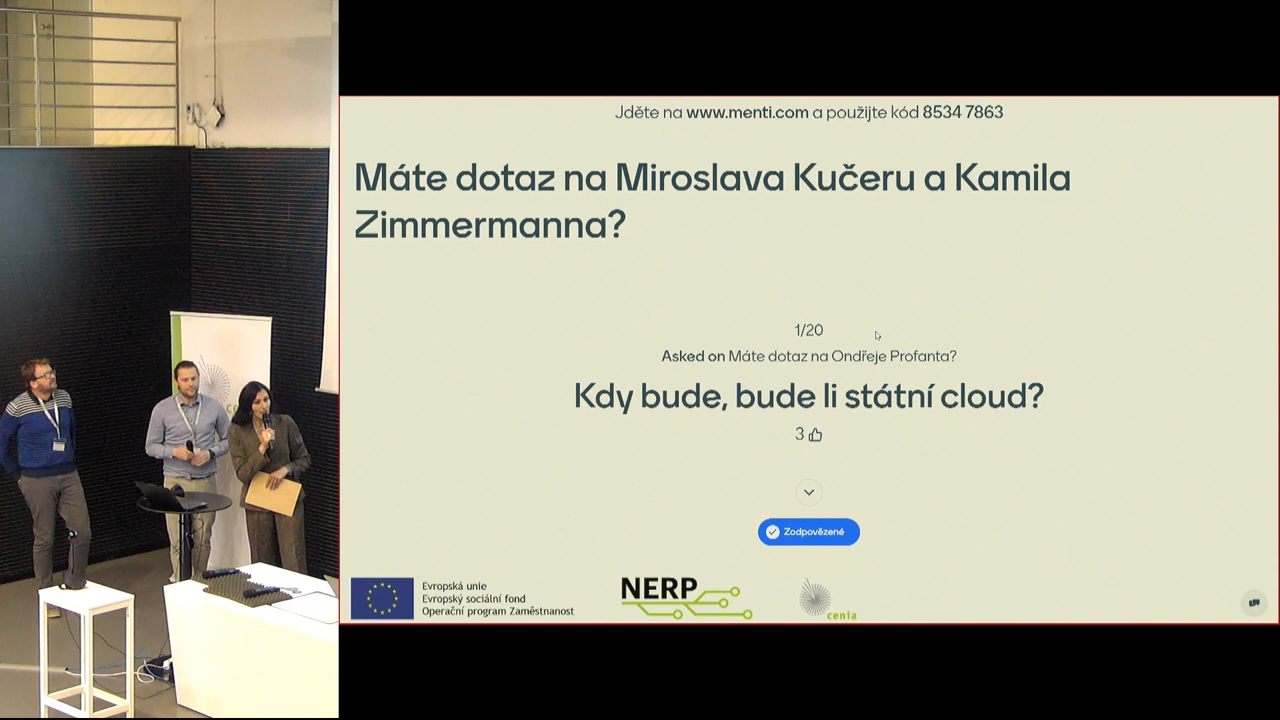 Jděte na www.menti.com a použijte kód 8534 7863
Máte dotaz na Miroslava Kučeru a Kamila
Zimmermanna?
1/20
Asked on Máte dotaz na Ondřeje Profanta?
Kdy bude, bude li státní cloud?
3
Zodpovězené
Evropská unie
Evropský sociální fond
Operační program Zaměstnanost
NERP
cenia